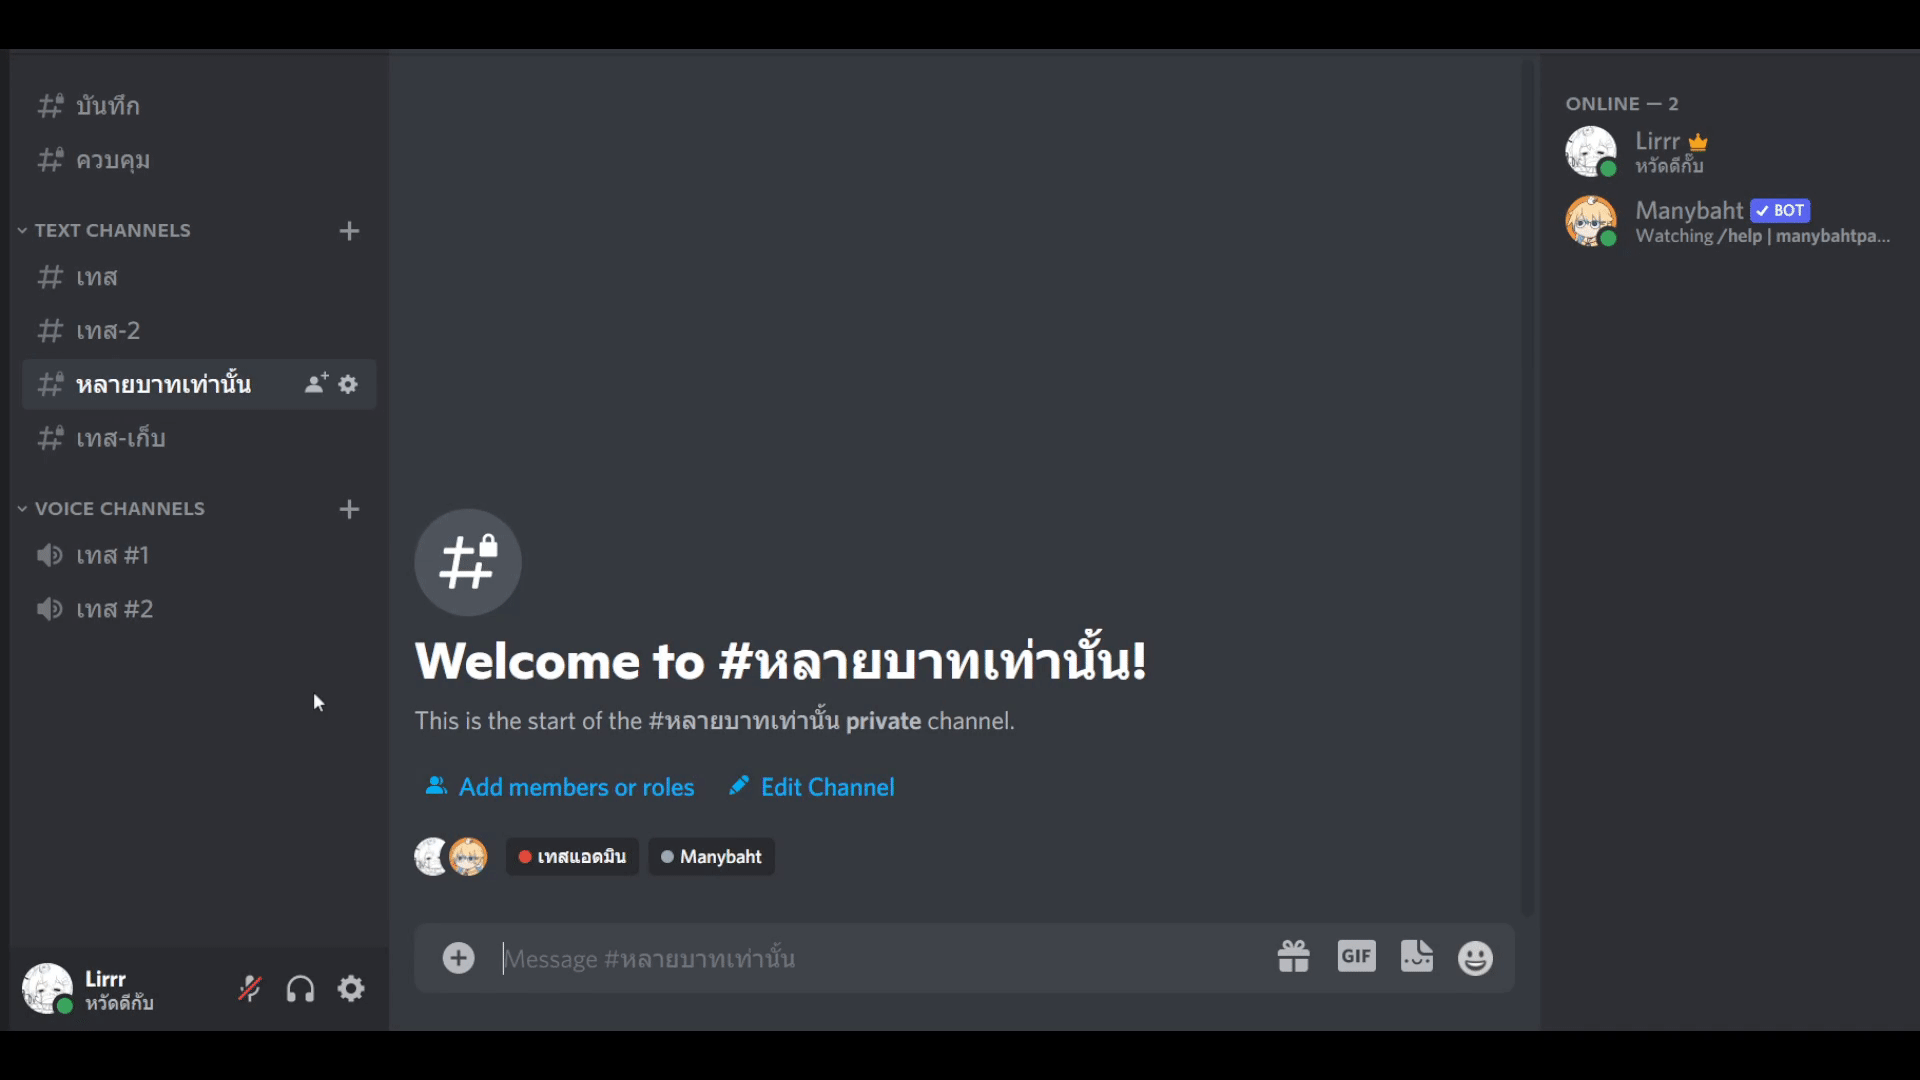 บันทึก
ควบคุม
TEXT CHANNELS
เทส
เทส-2
หลายบาทเท่านั้น
เทส-เก็บ
VOICE CHANNELS
เทส #1
เทส #2
Lirrr
หวัดดีก๊ับ
Welcome to #หลายบาทเท่านั้น!
This is the start of the #หลายบาทเท่านั้น private channel.
Add members or roles
Edit Channel
เทสแอดมิน
Manybaht
Message #หลายบาทเท่านั้น
GIF
ONLINE — 2
Lirrr
หวัดดีก๊ับ
Manybaht BOT
Watching /help | manybahtpa...